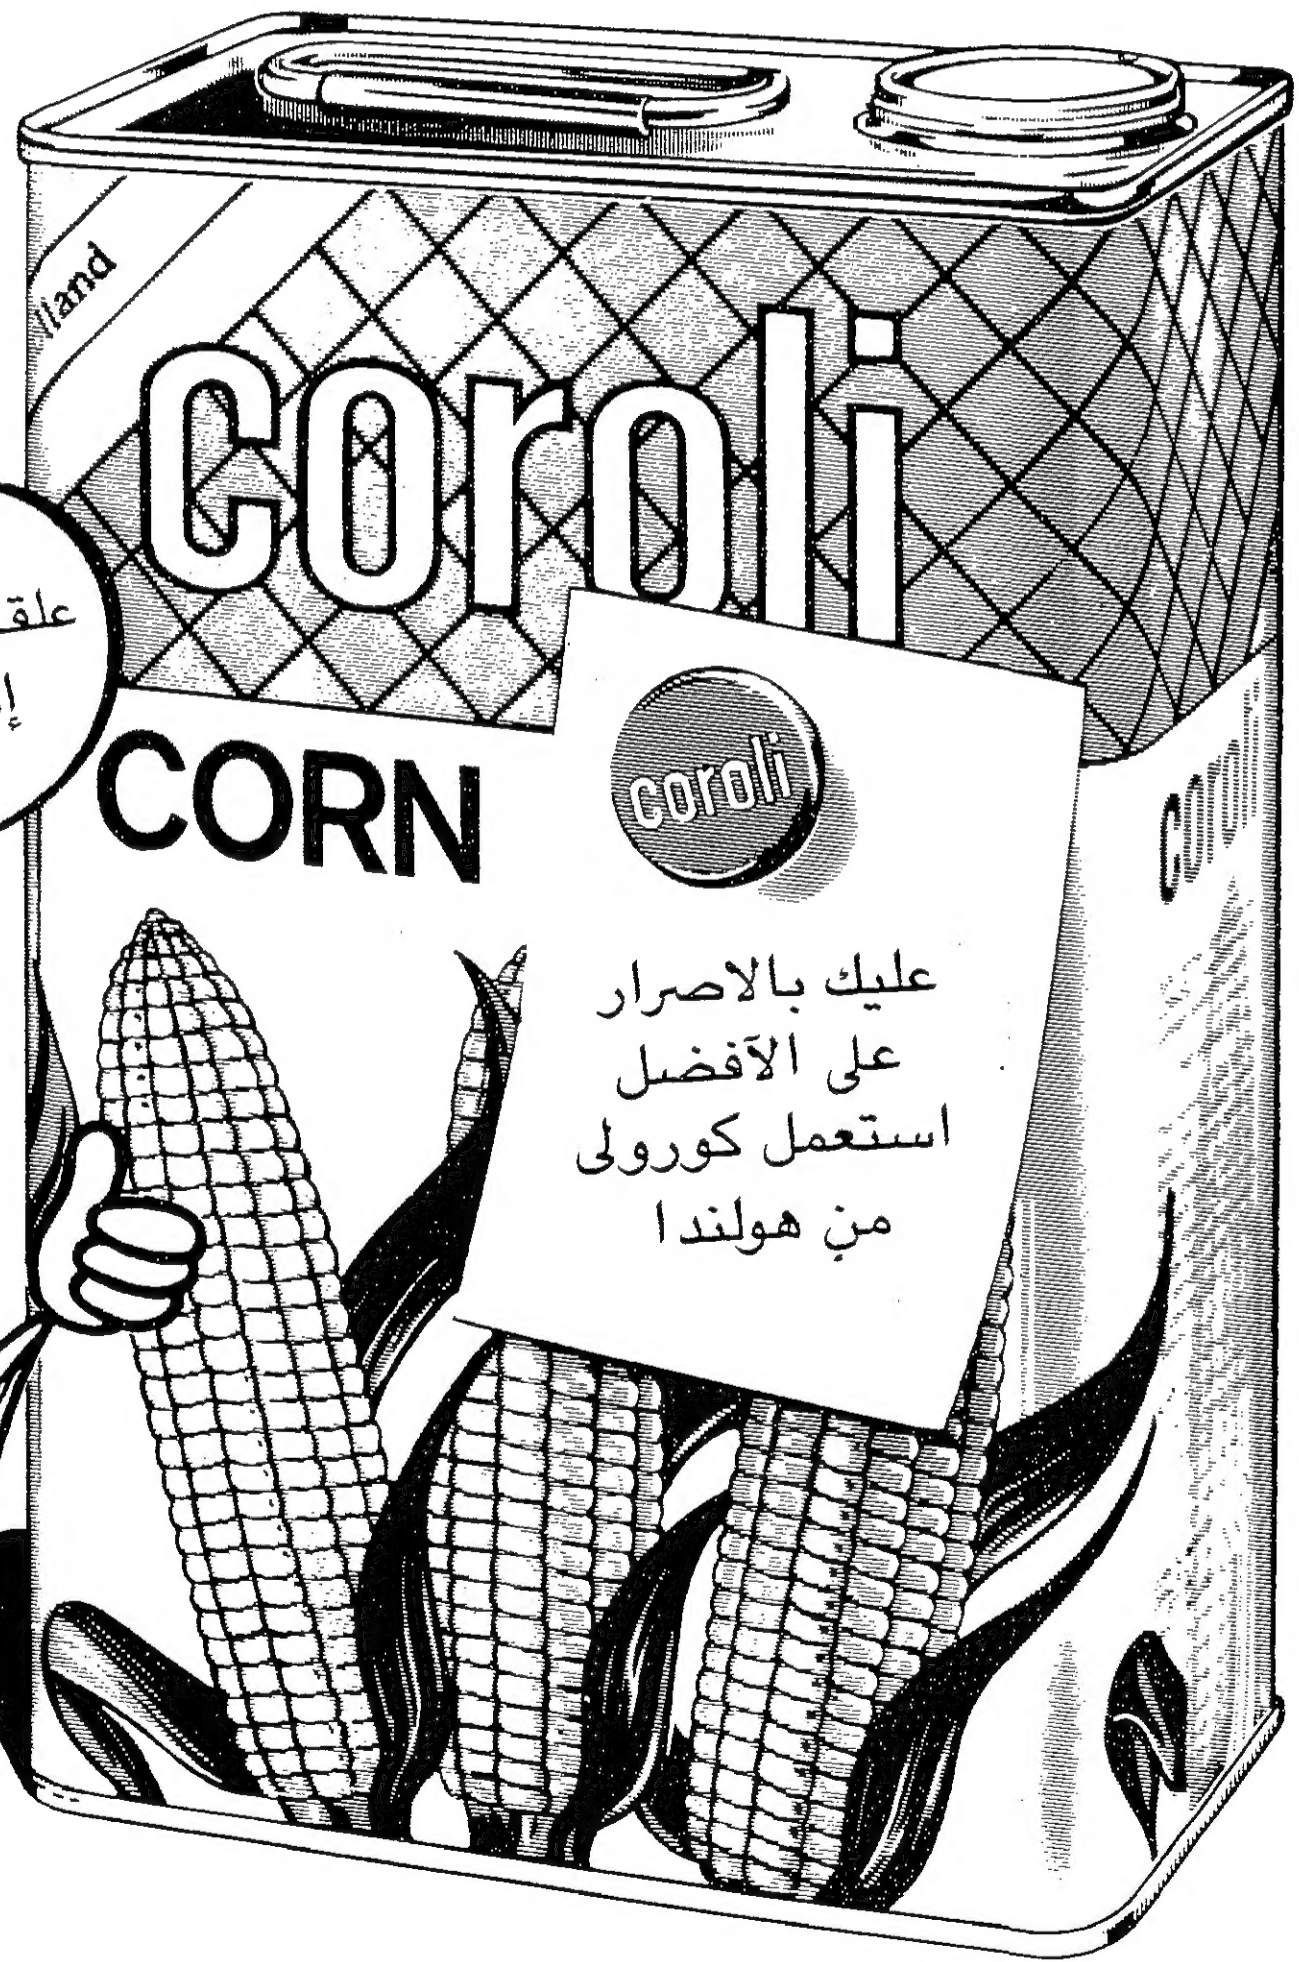 lland
coroli
CORN
coroli
coroli
عليك بالاصرار
على الآفضل
استعمل كورولى
من هولندا